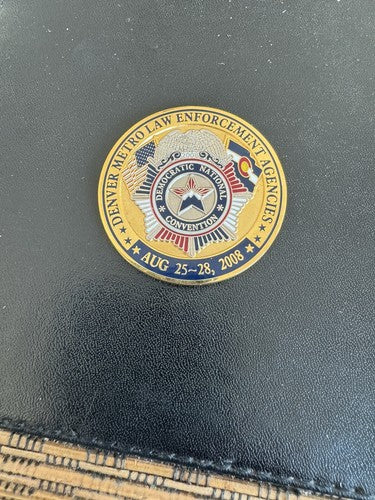 DENVER METRO LAW ENFORCEMENT AGENCIES
DEMOCRATIC NATIONAL
CONVENTION
AUG 25~28, 2008